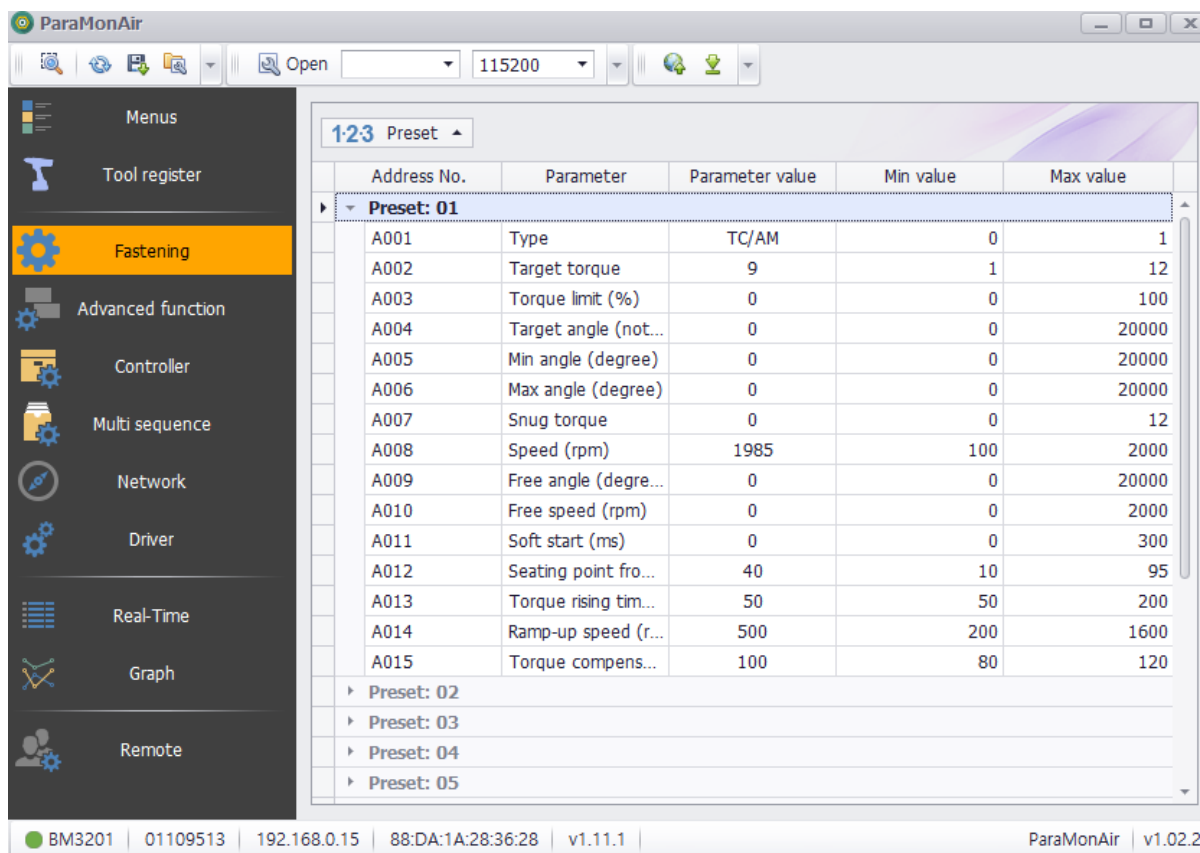 ParaMonAir
Open 115200
Menus
Tool register
Fastening
Advanced function
Controller
Multi sequence
Network
Driver
Real-Time
Graph
Remote
1·2·3 Preset
Address No. Parameter Parameter value Min value Max value
Preset: 01
A001 Type TC/AM 0 1
A002 Target torque 9 1 12
A003 Torque limit (%) 0 0 100
A004 Target angle (not... 0 0 20000
A005 Min angle (degree) 0 0 20000
A006 Max angle (degree) 0 0 20000
A007 Snug torque 0 0 12
A008 Speed (rpm) 1985 100 2000
A009 Free angle (degre... 0 0 20000
A010 Free speed (rpm) 0 0 2000
A011 Soft start (ms) 0 0 300
A012 Seating point fro... 40 10 95
A013 Torque rising tim... 50 50 200
A014 Ramp-up speed (r... 500 200 1600
A015 Torque compens... 100 80 120
Preset: 02
Preset: 03
Preset: 04
Preset: 05
BM3201 01109513 192.168.0.15 88:DA:1A:28:36:28 v1.11.1 ParaMonAir v1.02.2